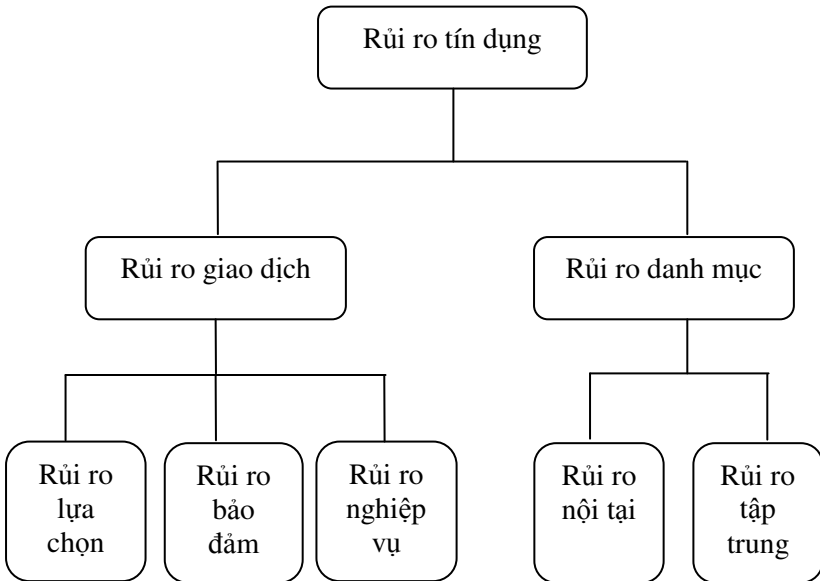 Rủi ro tín dụng
Rủi ro giao dịch
Rủi ro danh mục
Rủi ro
lựa
chọn
Rủi ro
bảo
đảm
Rủi ro
nghiệp
vụ
Rủi ro
nội tại
Rủi ro
tập
trung